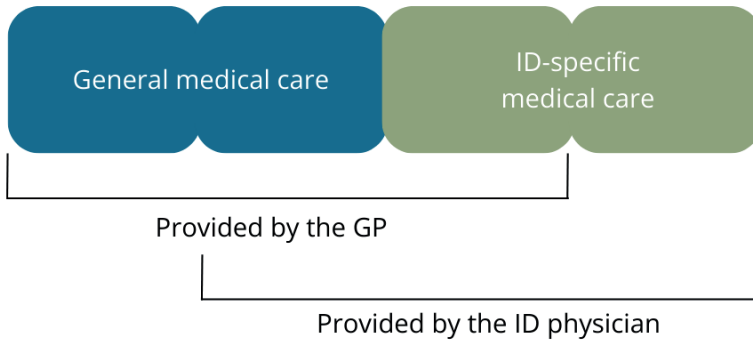 General medical care
ID-specific
medical care
Provided by the GP
Provided by the ID physician